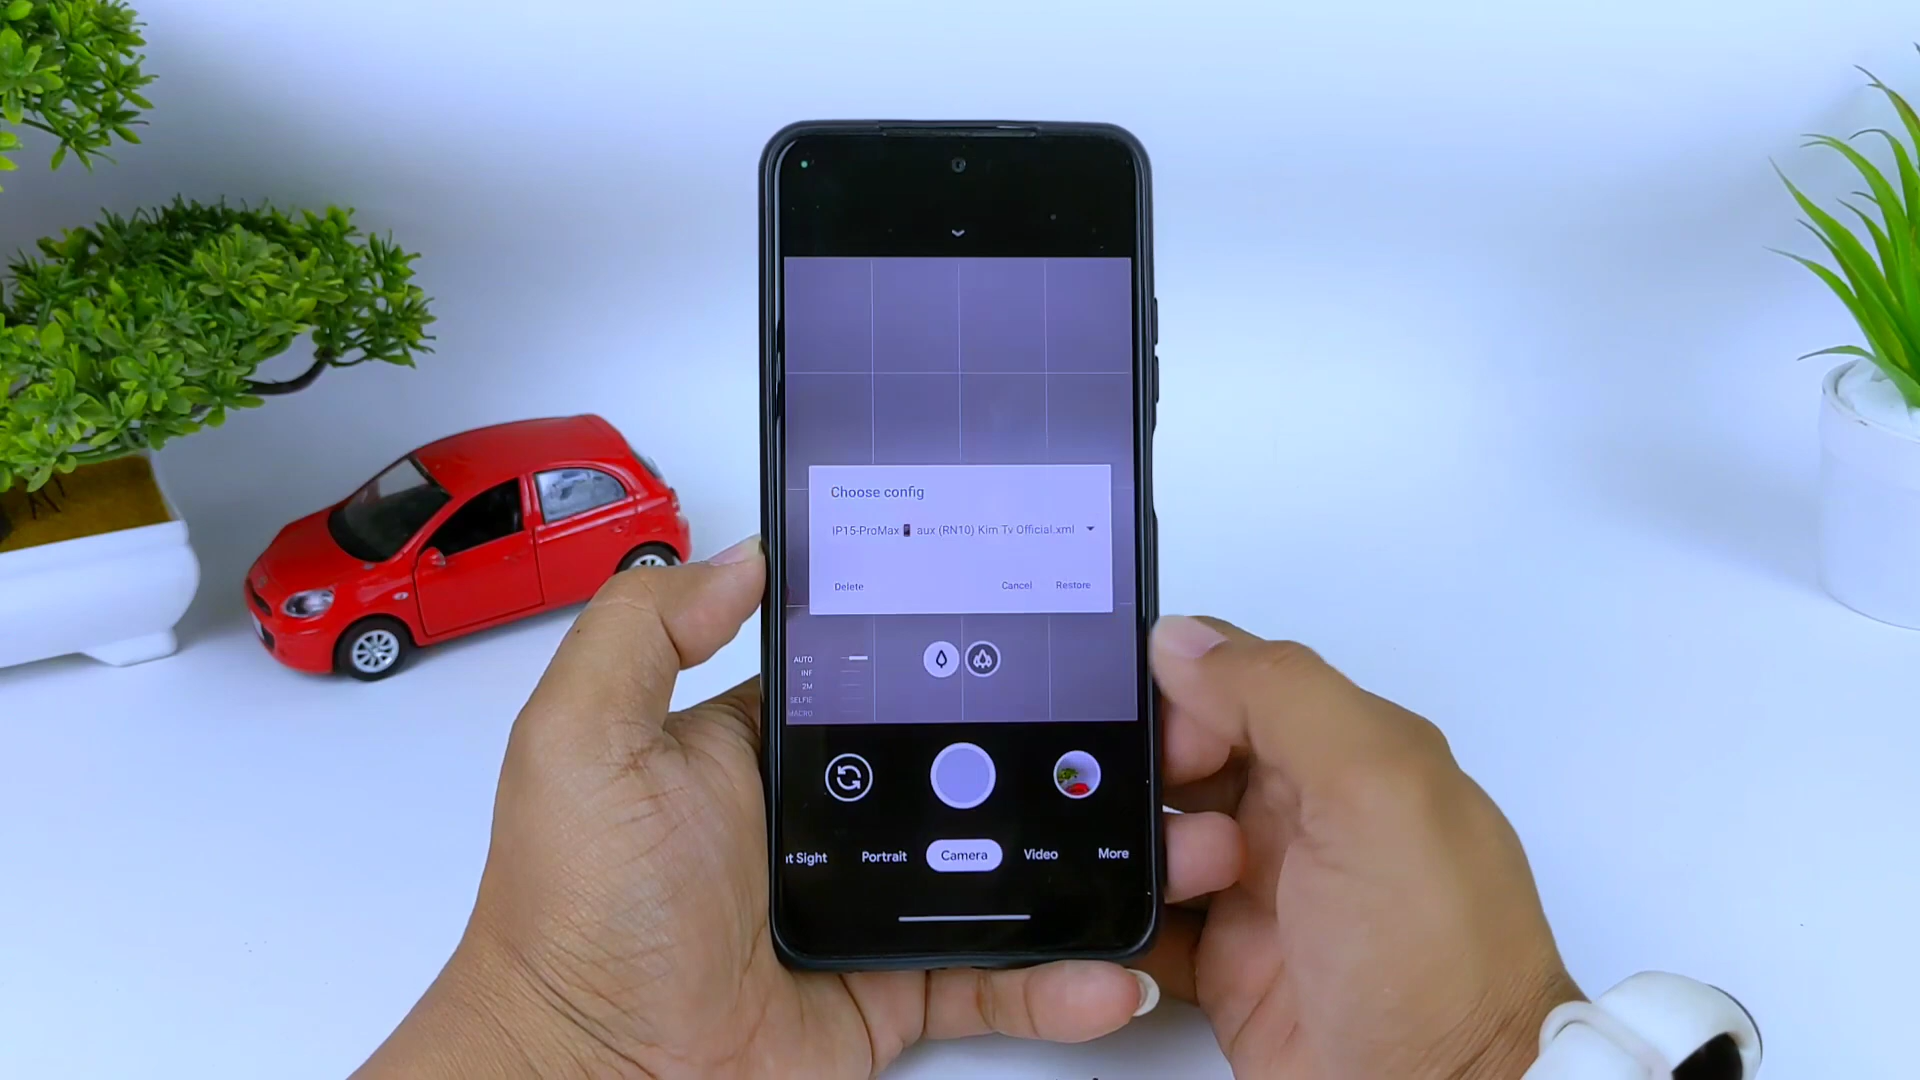 Choose config
IP15-ProMax📱 aux (RN10) Kim Tv Official.xml
Delete Cancel Restore
AUTO
INF
2M
SELFIE
MACRO
t Sight Portrait Camera Video More